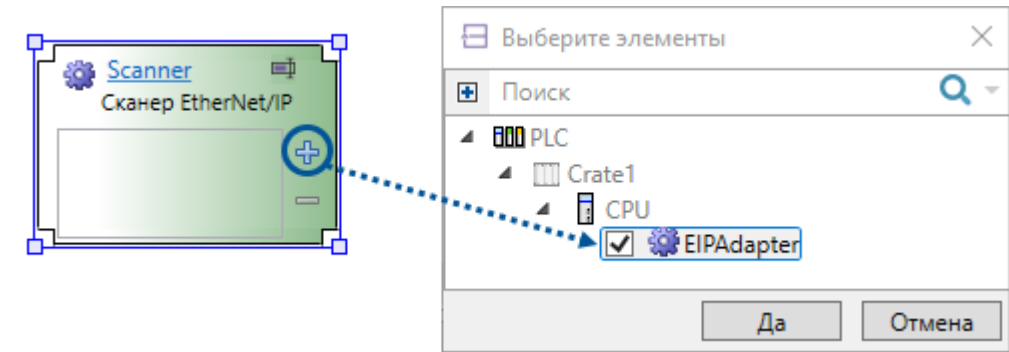 Scanner
Сканер EtherNet/IP
Выберите элементы
Поиск
PLC
Crate1
CPU
EIPAdapter
Да
Отмена